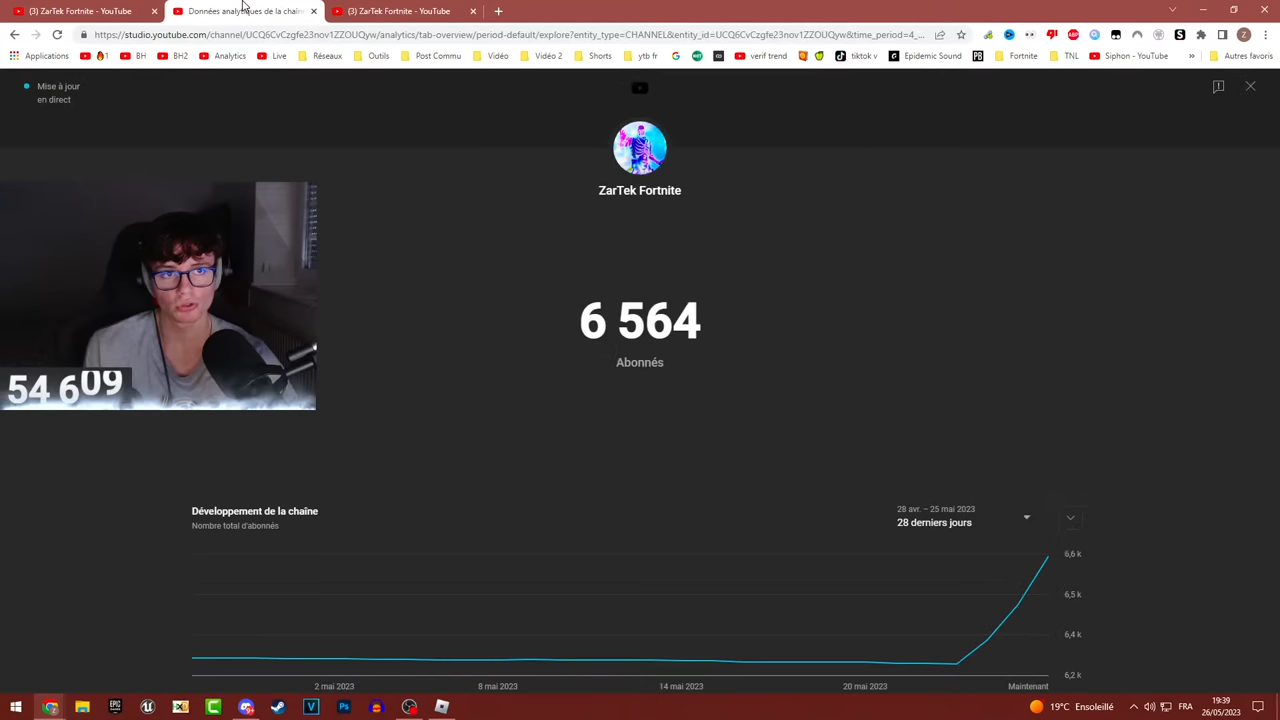 (3) ZarTek Fortnite - YouTube
Données analytiques de la chaîn
(3) ZarTek Fortnite - YouTube
https://studio.youtube.com/channel/UCQ6CvCzgfe23nov1ZZOUQyw/analytics/tab-overview/period-default/explore?entity_type=CHANNEL&entity_id=UCQ6CvCzgfe23nov1ZZOUQyw&time_period=4_...
Applications 1 BH BH2 Analytics Live Réseaux Outils Post Commu Vidéo Vidéo 2 Shorts ytb fr verif trend tiktok v Epidemic Sound Fortnite TNL Siphon - YouTube » Autres favoris
Mise à jour
en direct
ZarTek Fortnite
6 564
Abonnés
54 609
Développement de la chaîne
Nombre total d'abonnés
28 avr. – 25 mai 2023
28 derniers jours
6,6 k
6,5 k
6,4 k
6,2 k
2 mai 2023
8 mai 2023
14 mai 2023
20 mai 2023
Maintenant
19°C Ensoleillé
FRA
19:39
26/05/2023